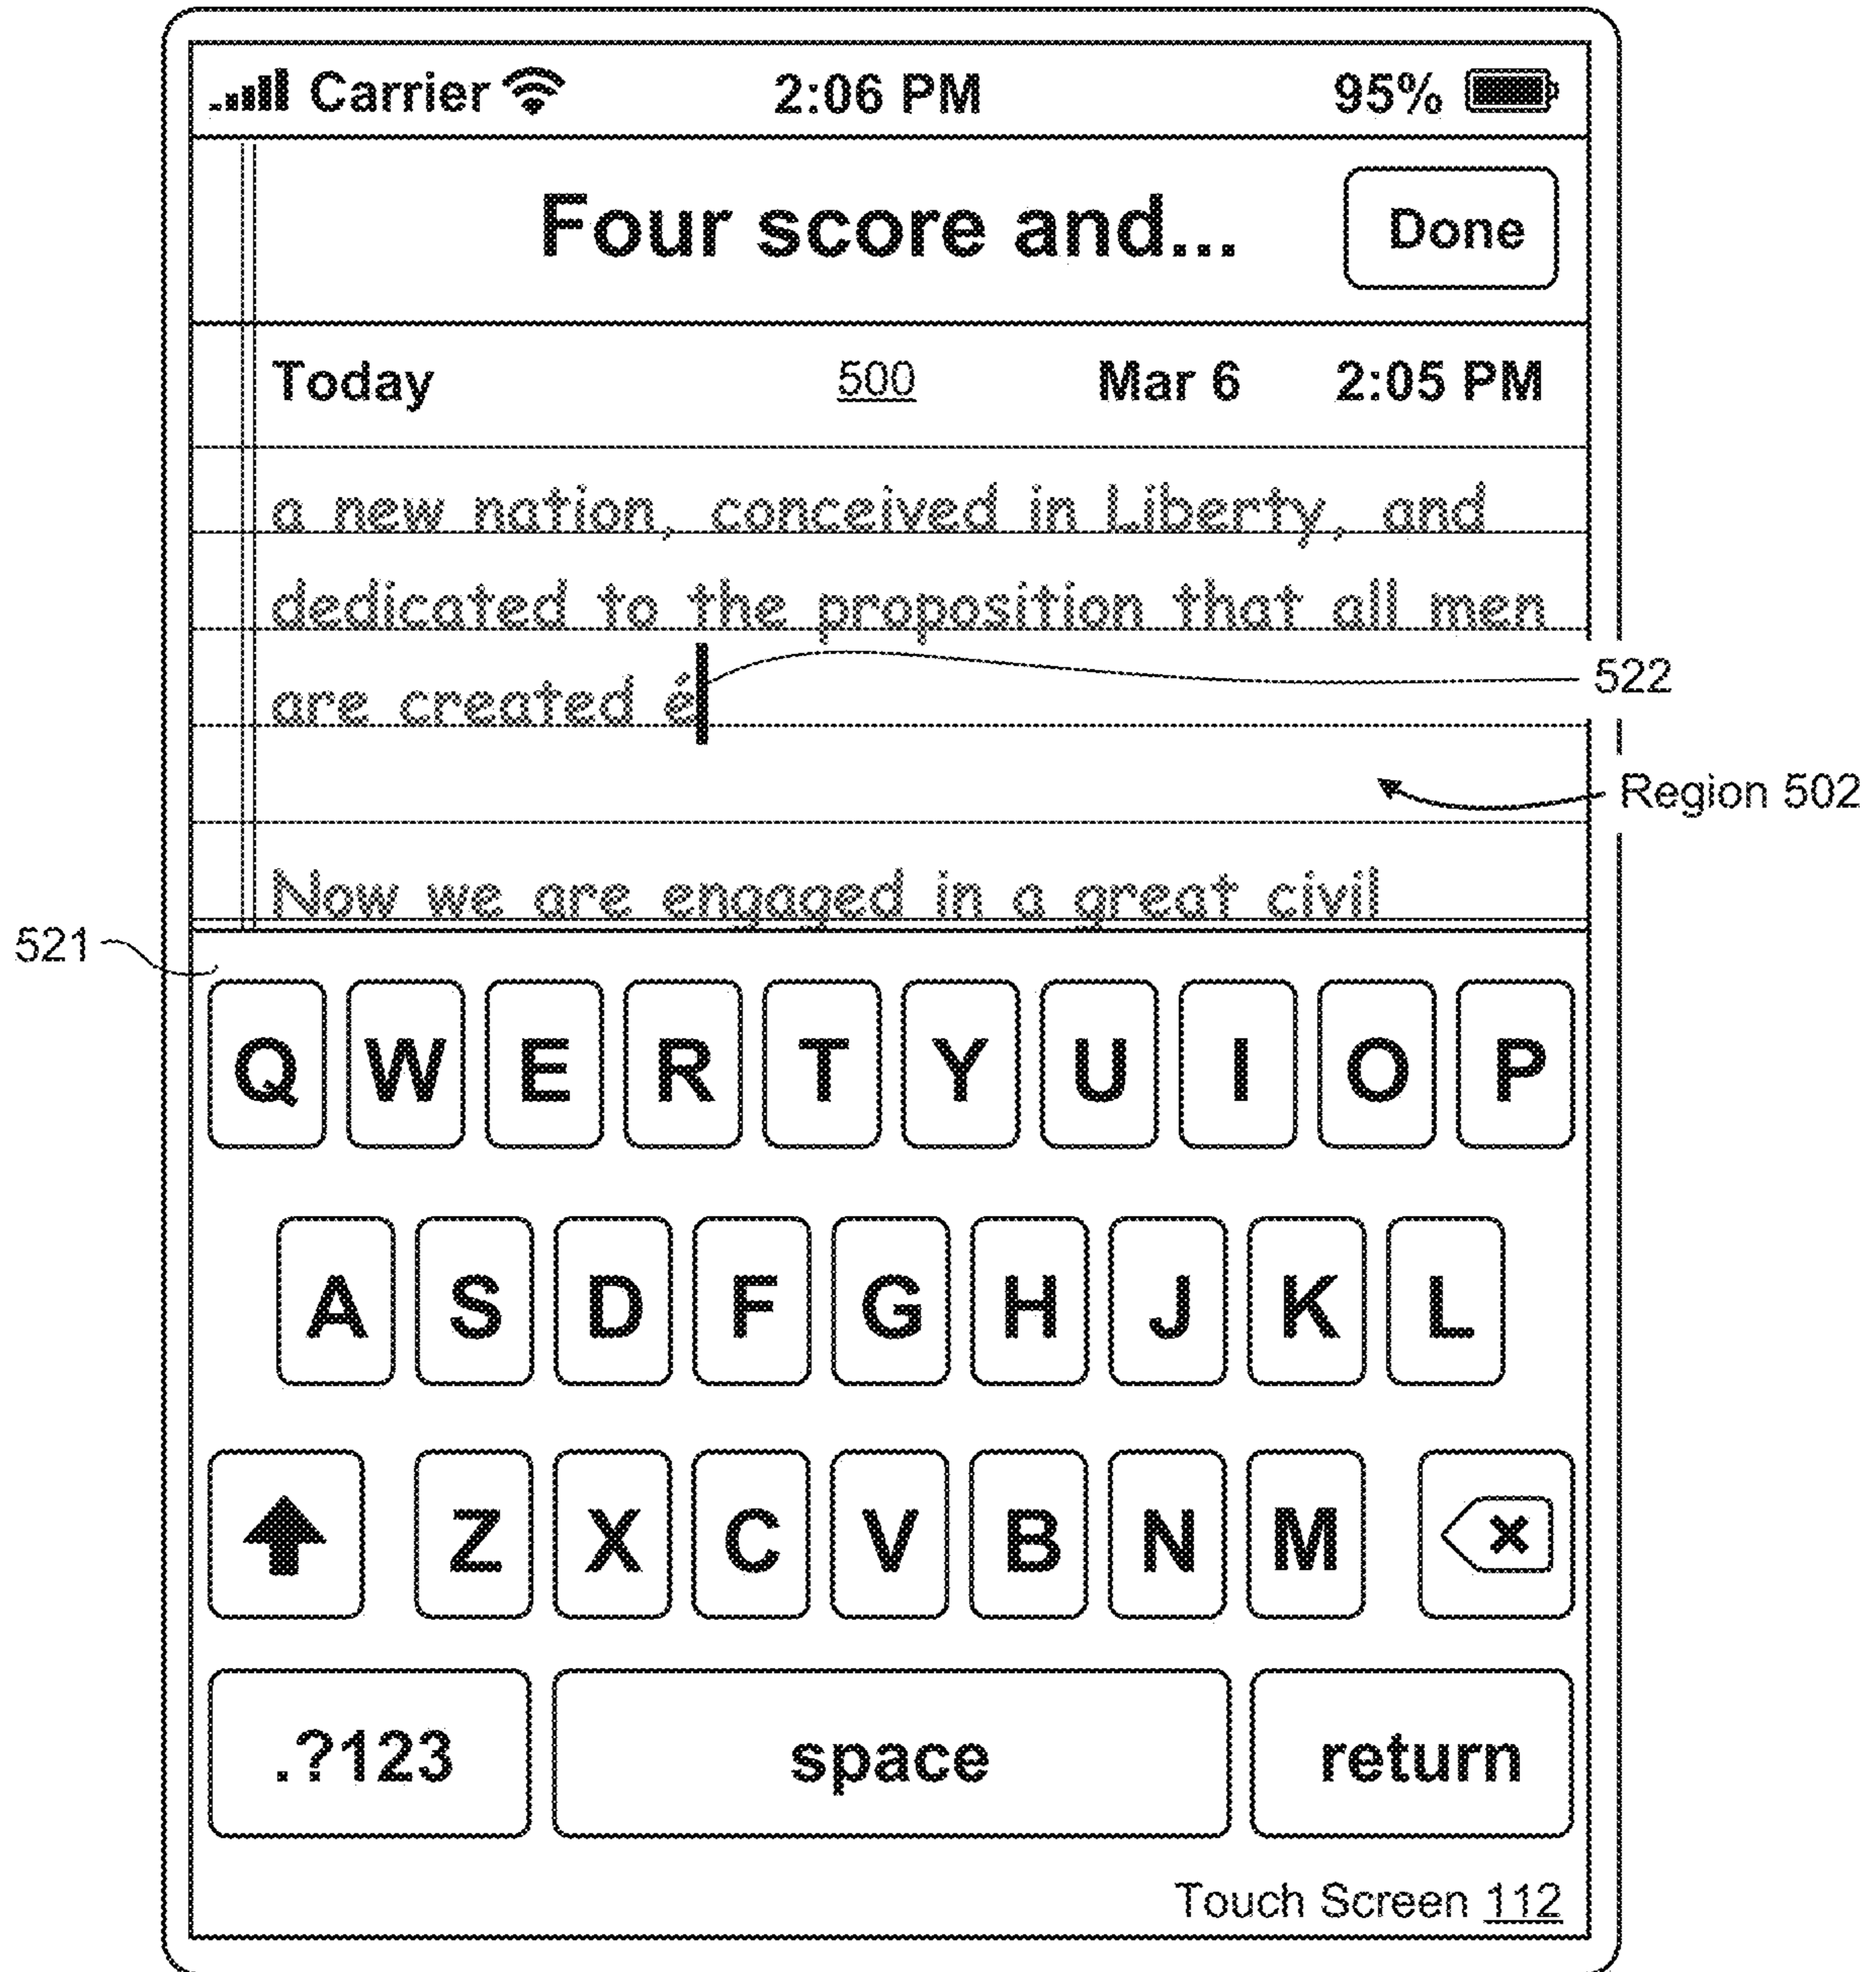 Carrier 2:06 PM 95%
Four score and... Done
Today 500 Mar 6 2:05 PM
a new nation, conceived in Liberty, and
dedicated to the proposition that all men
are created é
522
Region 502
Now we are engaged in a great civil
521
Q W E R T Y U I O P
A S D F G H J K L
Z X C V B N M
.?123 space return
Touch Screen 112